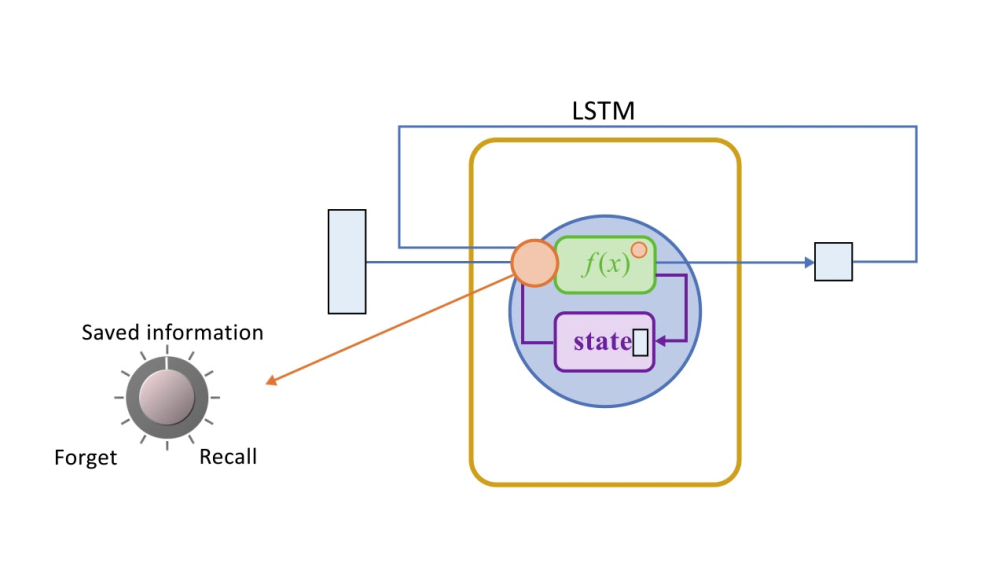 LSTM
f(x)
state
Saved information
Forget
Recall